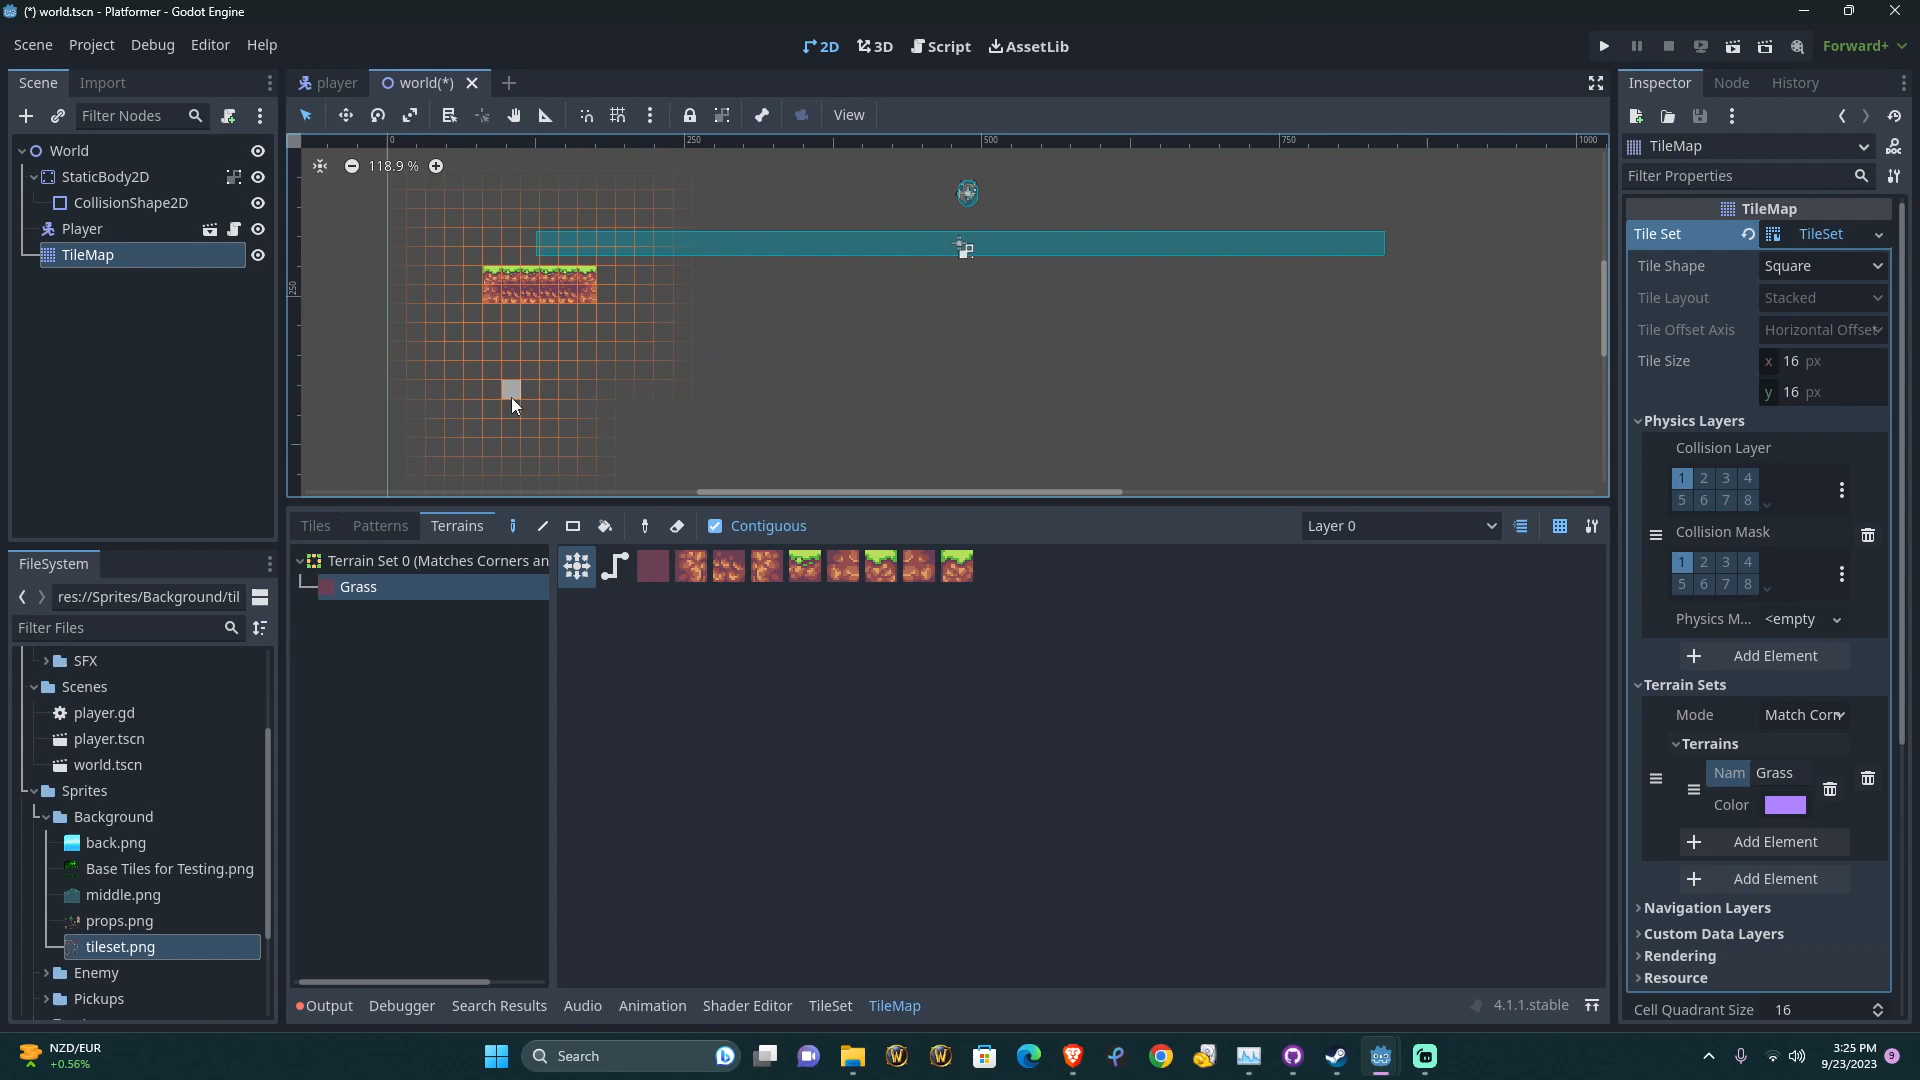 (*) world.tscn - Platformer - Godot Engine
Scene Project Debug Editor Help
2D 3D Script AssetLib
Forward+
Scene Import
Filter Nodes
World
StaticBody2D
CollisionShape2D
Player
TileMap
player world(*)
View
0 250 500 750 1000
118.9 %
250
Tiles Patterns Terrains Contiguous Layer 0
Terrain Set 0 (Matches Corners an
Grass
FileSystem
res://Sprites/Background/til
Filter Files
SFX
Scenes
player.gd
player.tscn
world.tscn
Sprites
Background
back.png
Base Tiles for Testing.png
middle.png
props.png
tileset.png
Enemy
Pickups
Output Debugger Search Results Audio Animation Shader Editor TileSet TileMap 4.1.1.stable
Inspector Node History
TileMap
Filter Properties
TileMap
Tile Set TileSet
Tile Shape Square
Tile Layout Stacked
Tile Offset Axis Horizontal Offset
Tile Size x 16 px
y 16 px
Physics Layers
Collision Layer
1 2 3 4
5 6 7 8
Collision Mask
1 2 3 4
5 6 7 8
Physics M... <empty
Add Element
Terrain Sets
Mode Match Corn
Terrains
Nam Grass
Color
Add Element
Add Element
Navigation Layers
Custom Data Layers
Rendering
Resource
Cell Quadrant Size 16
NZD/EUR
+0.56%
Search
3:25 PM
9/23/2023
9